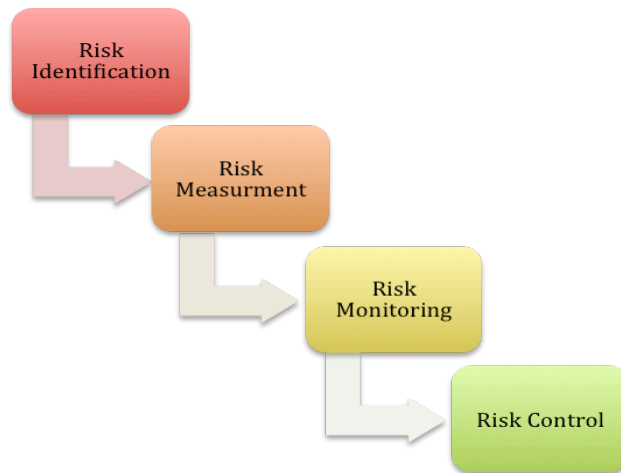 Risk
Identification
Risk
Measurment
Risk
Monitoring
Risk Control